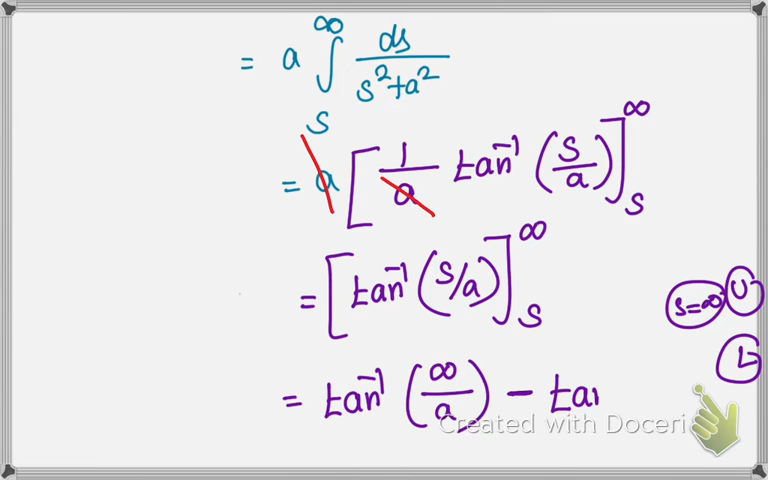 = a ∫_s^∞ ds/(s²+a²)
= a [ 1/a tan⁻¹ (s/a) ]_s^∞
= [ tan⁻¹ (s/a) ]_s^∞
s=∞ U
L
= tan⁻¹ (∞/a) - tan
Created with Doceri